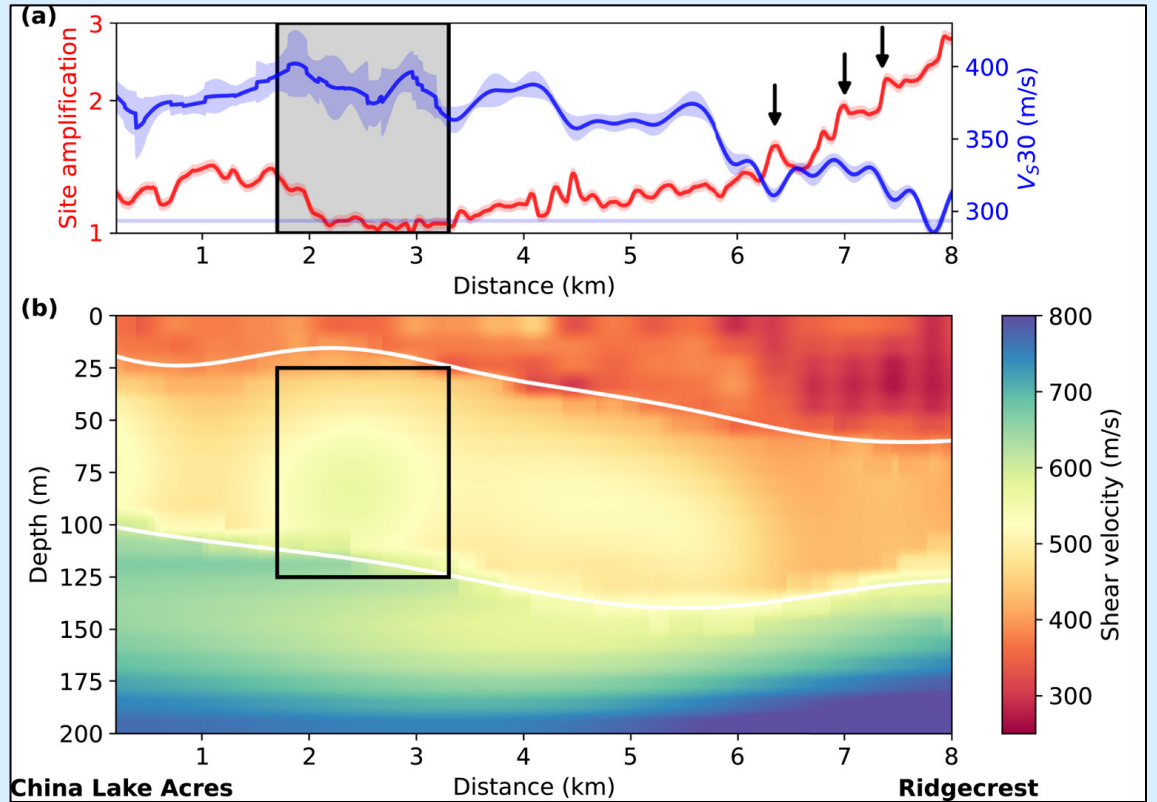 (a)
3
2
1
Site amplification
400
350
300
V_S30 (m/s)
1 2 3 4 5 6 7 8
Distance (km)
(b)
0
25
50
75
100
125
150
175
200
Depth (m)
800
700
600
500
400
300
Shear velocity (m/s)
1 2 3 4 5 6 7 8
China Lake Acres Distance (km) Ridgecrest